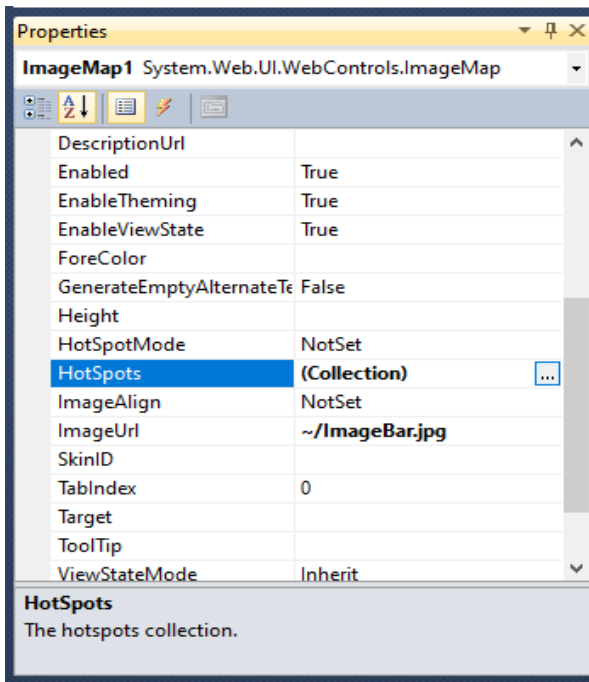 Properties
ImageMap1 System.Web.UI.WebControls.ImageMap
DescriptionUrl
Enabled True
EnableTheming True
EnableViewState True
ForeColor
GenerateEmptyAlternateTe False
Height
HotSpotMode NotSet
HotSpots (Collection) ...
ImageAlign NotSet
ImageUrl ~/ImageBar.jpg
SkinID
TabIndex 0
Target
ToolTip
ViewStateMode Inherit
HotSpots
The hotspots collection.